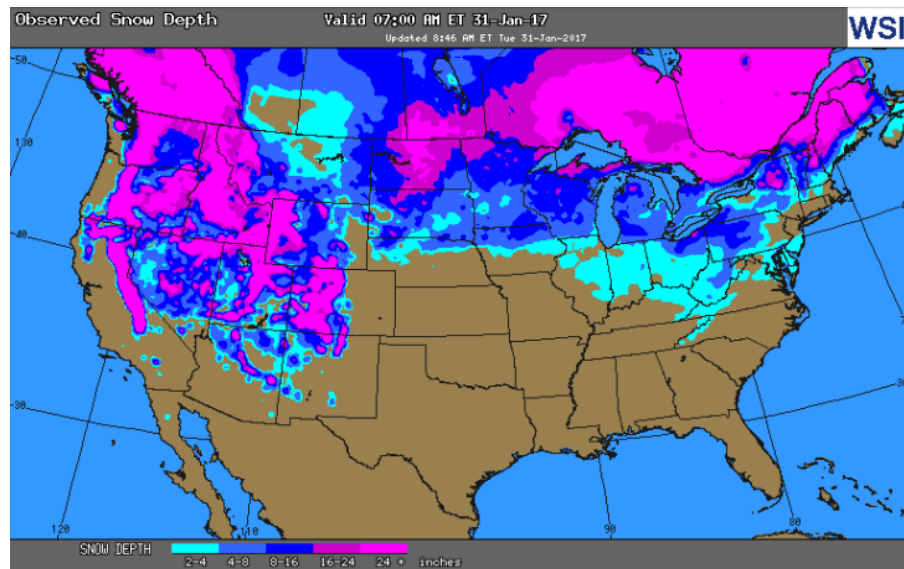 Observed Snow Depth
Valid 07:00 AM ET 31-Jan-17
Updated 8:46 AM ET Tue 31-Jan-2017
WSI
50
130
40
30
120
110
90
80
SNOW DEPTH
2-4 4-8 8-16 16-24 24 + inches